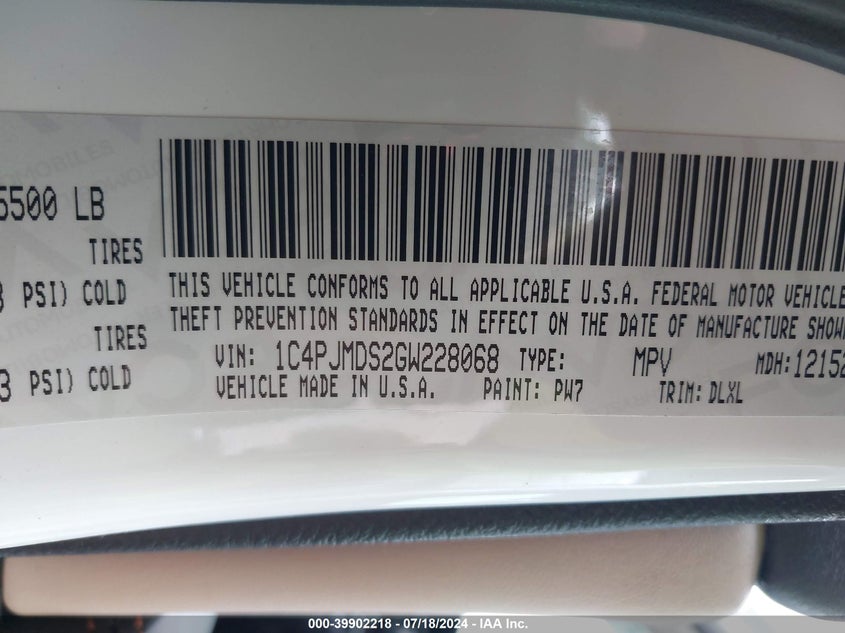 5500 LB
TIRES
PSI) COLD
TIRES
3 PSI) COLD
THIS VEHICLE CONFORMS TO ALL APPLICABLE U.S.A. FEDERAL MOTOR VEHICLE
THEFT PREVENTION STANDARDS IN EFFECT ON THE DATE OF MANUFACTURE SHOW
VIN: 1C4PJMDS2GW228068 TYPE: MPV MDH: 12152
VEHICLE MADE IN U.S.A. PAINT: PW7 TRIM: DLXL
000-39902218 - 07/18/2024 - IAA Inc.